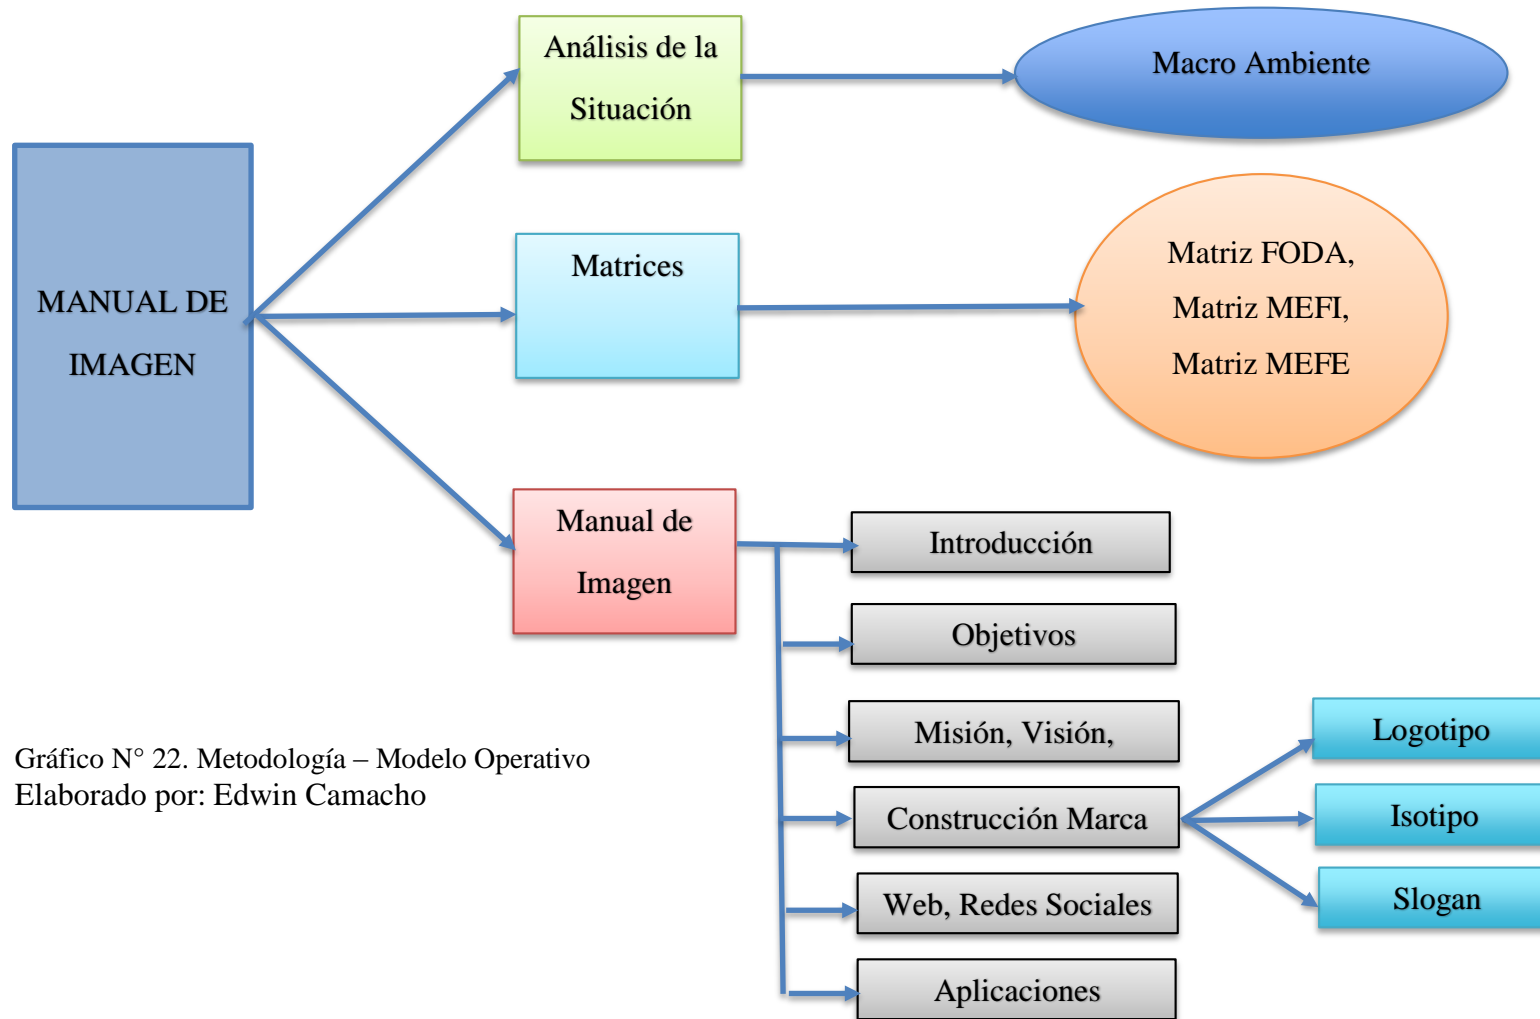 MANUAL DE
IMAGEN
Análisis de la
Situación
Macro Ambiente
Matrices
Matriz FODA,
Matriz MEFI,
Matriz MEFE
Manual de
Imagen
Introducción
Objetivos
Misión, Visión,
Construcción Marca
Web, Redes Sociales
Aplicaciones
Logotipo
Isotipo
Slogan
Gráfico N° 22. Metodología – Modelo Operativo
Elaborado por: Edwin Camacho